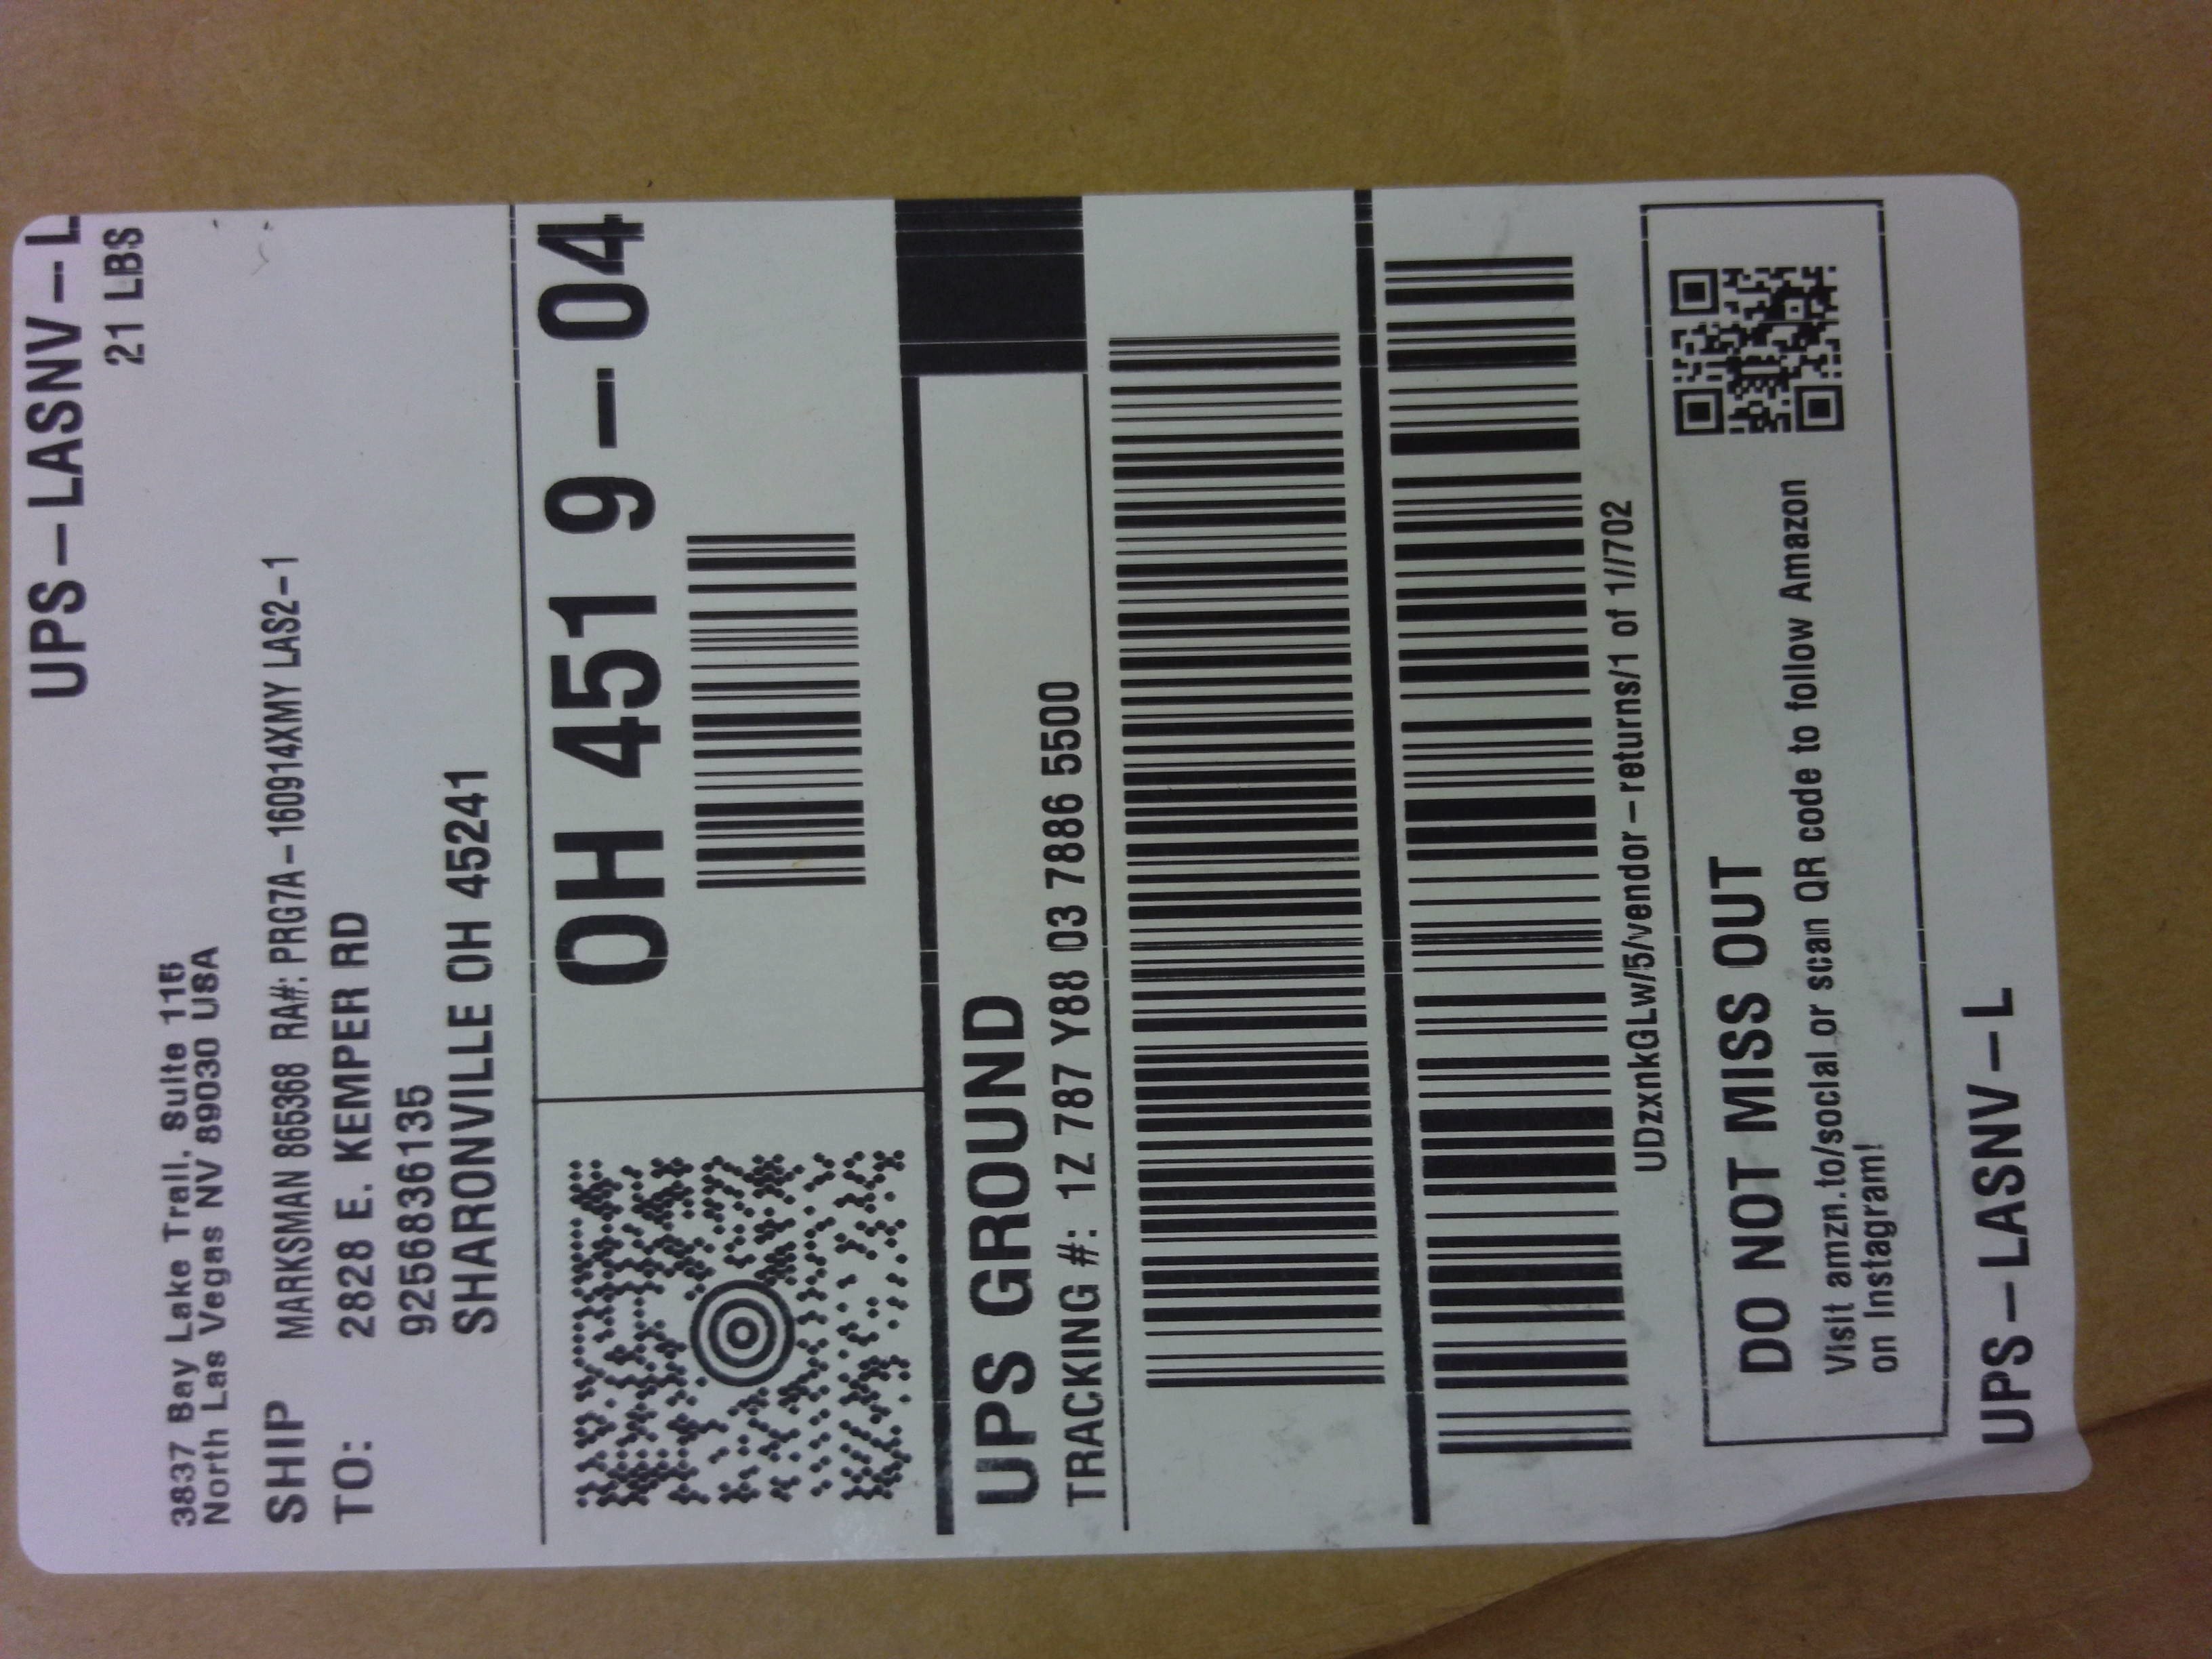 UPS-LASNV-L
21 LBS
3837 Bay Lake Trail, Suite 115
North Las Vegas NV 89030 USA
SHIP MARKSMAN 865368 RA#: PRG7A-160914XMY LAS2-1
TO: 2828 E. KEMPER RD
9256836135
SHARONVILLE OH 45241
OH 451 9-04
UPS GROUND
TRACKING #: 1Z 787 Y88 03 7886 5500
UDzxnkGLw/5/vendor-returns/1 of 1//702
DO NOT MISS OUT
Visit amzn.to/social or scan QR code to follow Amazon
on Instagram!
UPS-LASNV-L